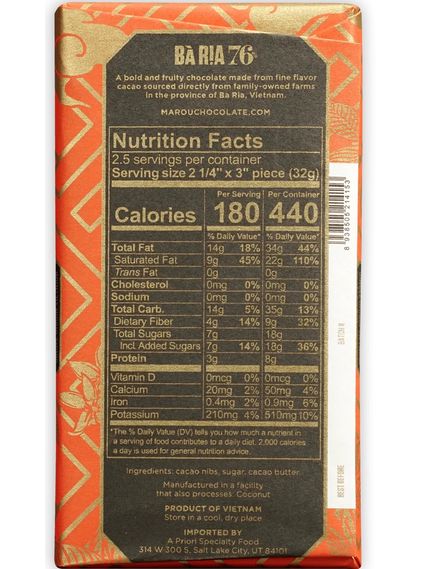 BÀ RỊA 76%
A bold and fruity chocolate made from fine flavor
cacao sourced directly from family-owned farms
in the province of Bà Rịa, Vietnam.
MAROUCHOCOLATE.COM
Nutrition Facts
2.5 servings per container
Serving size 2 1/4" x 3" piece (32g)
Per Serving Per Container
Calories 180 440
% Daily Value* % Daily Value*
Total Fat 14g 18% 34g 44%
Saturated Fat 9g 45% 22g 110%
Trans Fat 0g 0g
Cholesterol 0mg 0% 0mg 0%
Sodium 0mg 0% 0mg 0%
Total Carb. 14g 5% 35g 13%
Dietary Fiber 4g 14% 9g 32%
Total Sugars 7g 18g
Incl. Added Sugars 7g 14% 18g 36%
Protein 3g 8g
Vitamin D 0mcg 0% 0mcg 0%
Calcium 20mg 2% 50mg 4%
Iron 0.4mg 2% 0.9mg 6%
Potassium 210mg 4% 510mg 10%
*The % Daily Value (DV) tells you how much a nutrient in
a serving of food contributes to a daily diet. 2,000 calories
a day is used for general nutrition advice.
Ingredients: cacao nibs, sugar, cacao butter.
Manufactured in a facility
that also processes: Coconut
PRODUCT OF VIETNAM
Store in a cool, dry place
IMPORTED BY
A Priori Specialty Food
314 W 300 S, Salt Lake City, UT 84101
8 938505 214153
BATCH #
BEST BEFORE